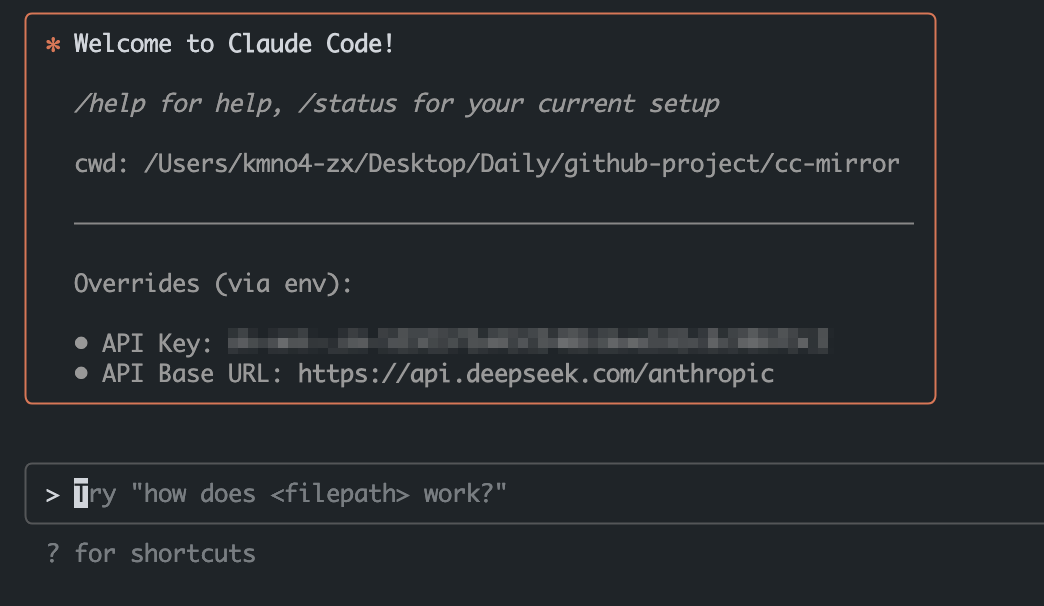 * Welcome to Claude Code!
/help for help, /status for your current setup
cwd: /Users/kmno4-zx/Desktop/Daily/github-project/cc-mirror
Overrides (via env):
● API Key:
● API Base URL: https://api.deepseek.com/anthropic
> Try "how does <filepath> work?"
? for shortcuts